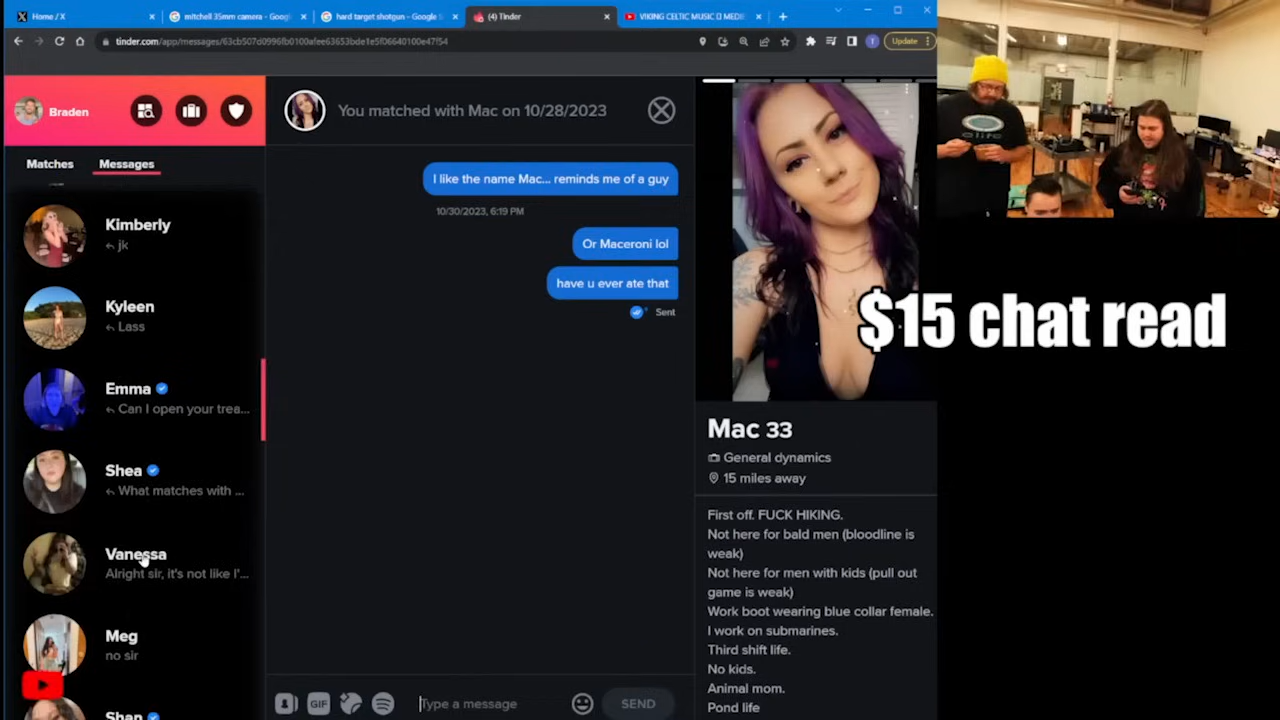 Home / X
mitchell 35mm camera - Googl
hard target shotgun - Google S
(4) Tinder
VIKING CELTIC MUSIC
MEDIE
tinder.com/app/messages/63cb507d0996fb0100afee63653bde1e5f06640100e47f54
T
Update
Braden
You matched with Mac on 10/28/2023
Matches
Messages
Kimberly
jk
Kyleen
Lass
Emma
Can I open your trea...
Shea
What matches with ...
Vanessa
Alright sir, it's not like I'...
Meg
no sir
Shan
I like the name Mac... reminds me of a guy
10/30/2023, 6:19 PM
Or Maceroni lol
have u ever ate that
Sent
GIF
Type a message
SEND
$15 chat read
Mac 33
General dynamics
15 miles away
First off. FUCK HIKING.
Not here for bald men (bloodline is
weak)
Not here for men with kids (pull out
game is weak)
Work boot wearing blue collar female.
I work on submarines.
Third shift life.
No kids.
Animal mom.
Pond life